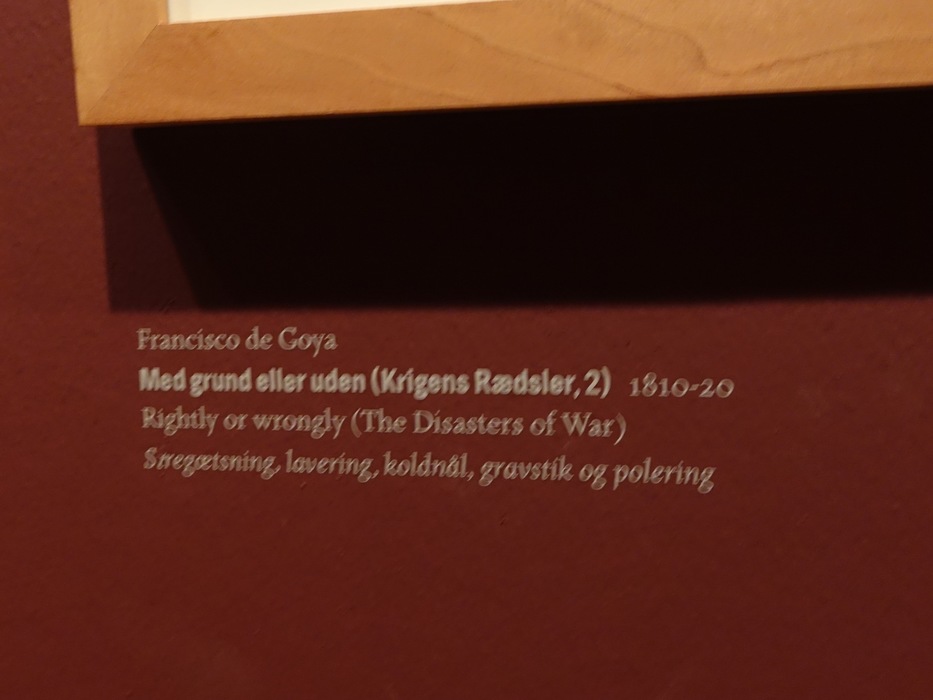 Francisco de Goya
Med grund eller uden (Krigens Rædsler, 2) 1810-20
Rightly or wrongly (The Disasters of War)
Stregætsning, lavering, koldnål, gravstik og polering